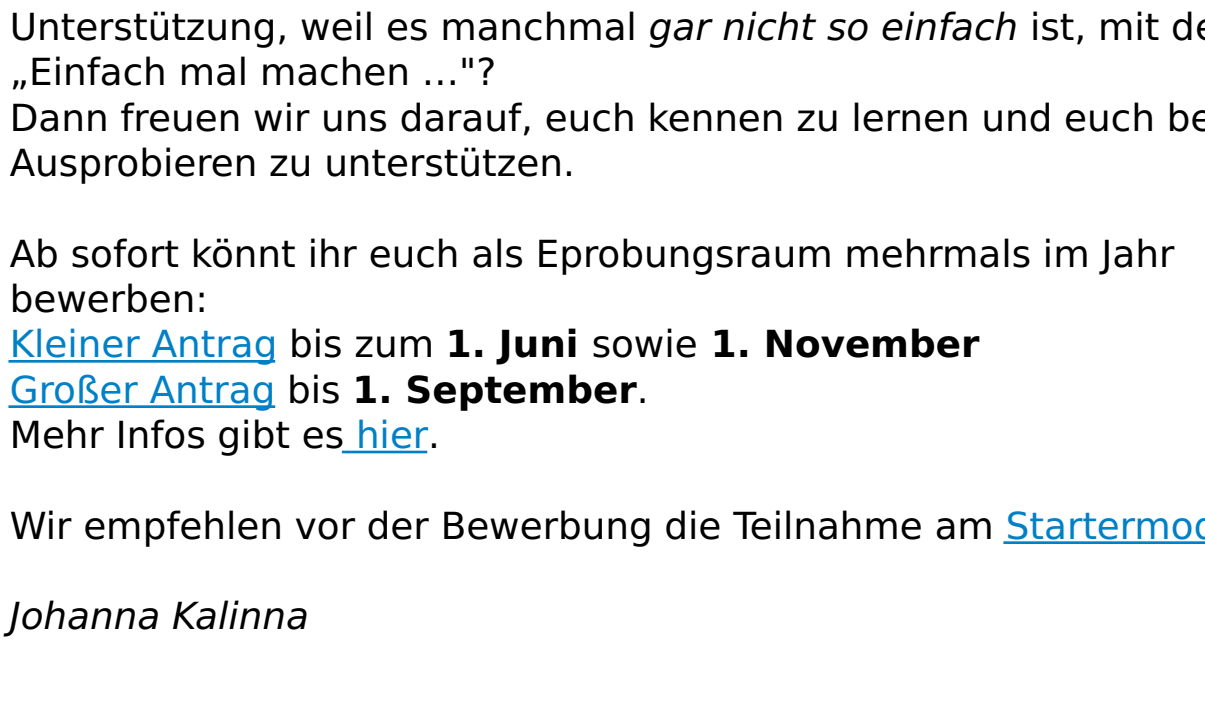 Unterstützung, weil es manchmal gar nicht so einfach ist, mit
„Einfach mal machen ..."?
Dann freuen wir uns darauf, euch kennen zu lernen und euch
Ausprobieren zu unterstützen.
Ab sofort könnt ihr euch als Eprobungsraum mehrmals im Jahr
bewerben:
Kleiner Antrag bis zum 1. Juni sowie 1. November
Großer Antrag bis 1. September.
Mehr Infos gibt es hier.
Wir empfehlen vor der Bewerbung die Teilnahme am
Johanna Kalinna